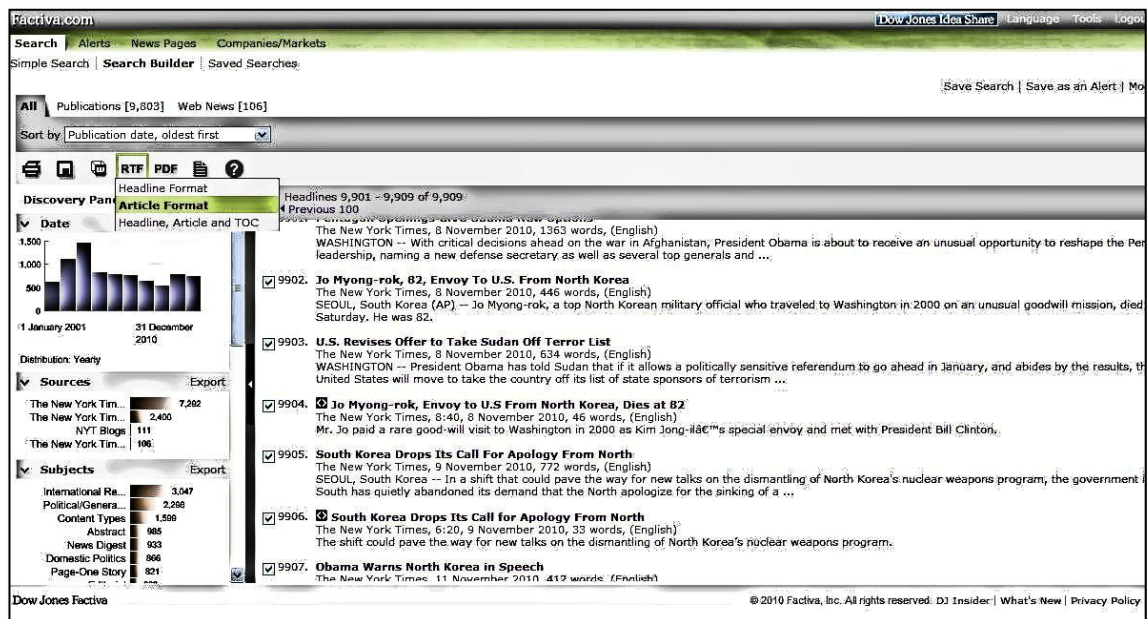 Factiva.com
Dow Jones Idea Share Language Tools
Search Alerts News Pages Companies/Markets
Simple Search | Search Builder | Saved Searches
Save Search | Save as an Alert |
All Publications [9,803] Web News [106]
Sort by Publication date, oldest first
RTF PDF ?
Headline Format
Article Format
Headline, Article and TOC
Discovery
Headlines 9,901 - 9,909 of 9,909
Previous 100
Date
1,500
1,000
500
0
1 January 2001 31 December
2010
Distribution: Yearly
Sources Export
The New York Tim... 7,292
The New York Tim... 2,400
NYT Blogs 111
The New York Tim... 106
Subjects Export
International Re... 3,047
Political/Genera... 2,298
Content Types 1,599
Abstract 985
News Digest 933
Domestic Politics 866
Page-One Story 821
The New York Times, 8 November 2010, 1363 words, (English)
WASHINGTON -- With critical decisions ahead on the war in Afghanistan, President Obama is about to receive an unusual opportunity to reshape the
leadership, naming a new defense secretary as well as several top generals and ...
9902. Jo Myong-rok, 82, Envoy To U.S. From North Korea
The New York Times, 8 November 2010, 446 words, (English)
SEOUL, South Korea (AP) -- Jo Myong-rok, a top North Korean military official who traveled to Washington in 2000 on an unusual goodwill mission, died
Saturday. He was 82.
9903. U.S. Revises Offer to Take Sudan Off Terror List
The New York Times, 8 November 2010, 634 words, (English)
WASHINGTON -- President Obama has told Sudan that if it allows a politically sensitive referendum to go ahead in January, and abides by the results,
United States will move to take the country off its list of state sponsors of terrorism ...
9904. Jo Myong-rok, Envoy to U.S From North Korea, Dies at 82
The New York Times, 8:40, 8 November 2010, 46 words, (English)
Mr. Jo paid a rare good-will visit to Washington in 2000 as Kim Jong-ilâ€™s special envoy and met with President Bill Clinton.
9905. South Korea Drops Its Call For Apology From North
The New York Times, 9 November 2010, 772 words, (English)
SEOUL, South Korea -- In a shift that could pave the way for new talks on the dismantling of North Korea's nuclear weapons program, the government
South has quietly abandoned its demand that the North apologize for the sinking of a ...
9906. South Korea Drops Its Call for Apology From North
The New York Times, 6:20, 9 November 2010, 33 words, (English)
The shift could pave the way for new talks on the dismantling of North Korea's nuclear weapons program.
9907. Obama Warns North Korea in Speech
The New York Times, 11 November 2010, 412 words, (English)
Dow Jones Factiva
© 2010 Factiva, Inc. All rights reserved. DJ Insider | What's New | Privacy Policy